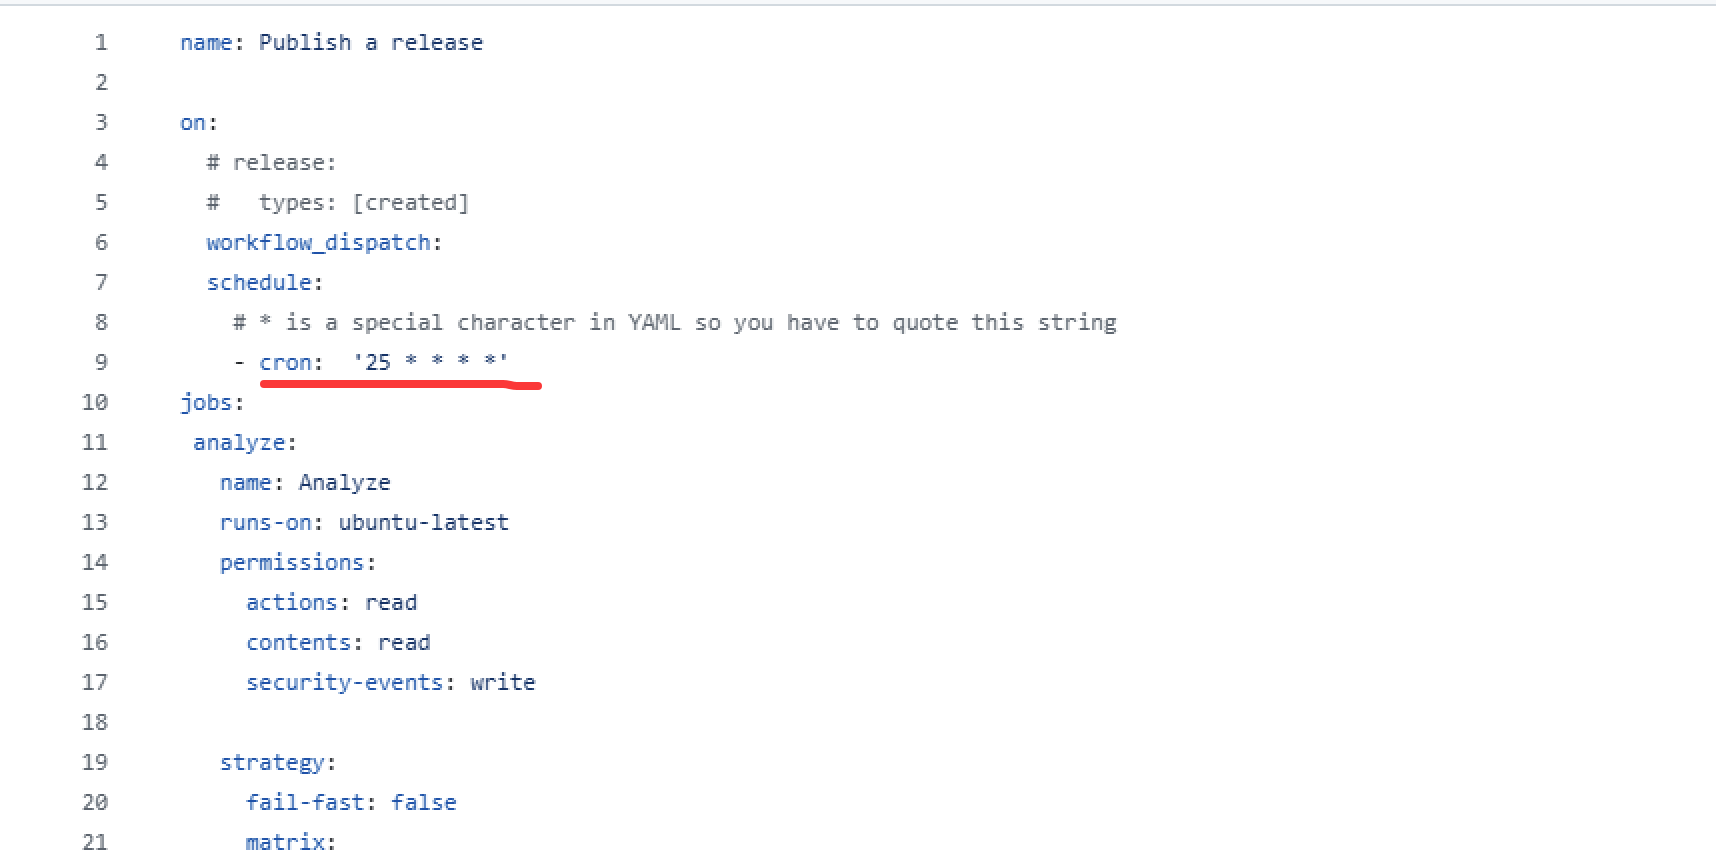 1 name: Publish a release
2
3 on:
4   # release:
5   #   types: [created]
6   workflow_dispatch:
7   schedule:
8     # * is a special character in YAML so you have to quote this string
9     - cron:  '25 * * * *'
10 jobs:
11  analyze:
12    name: Analyze
13    runs-on: ubuntu-latest
14    permissions:
15      actions: read
16      contents: read
17      security-events: write
18
19    strategy:
20      fail-fast: false
21      matrix: